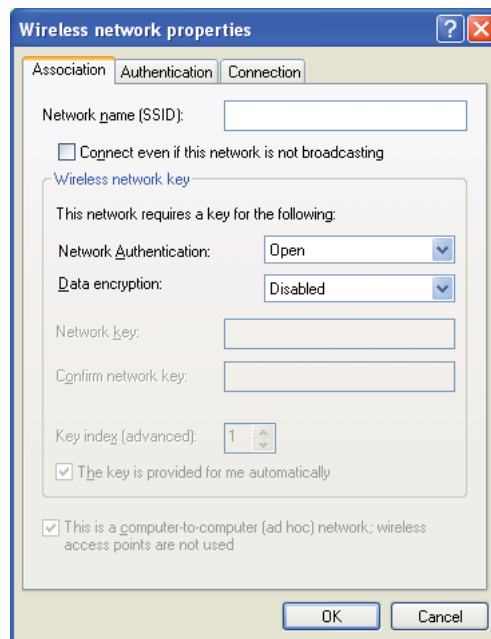 Wireless network properties
Association Authentication Connection
Network name (SSID):
Connect even if this network is not broadcasting
Wireless network key
This network requires a key for the following:
Network Authentication: Open
Data encryption: Disabled
Network key:
Confirm network key:
Key index (advanced): 1
The key is provided for me automatically
This is a computer-to-computer (ad hoc) network; wireless
access points are not used
OK Cancel